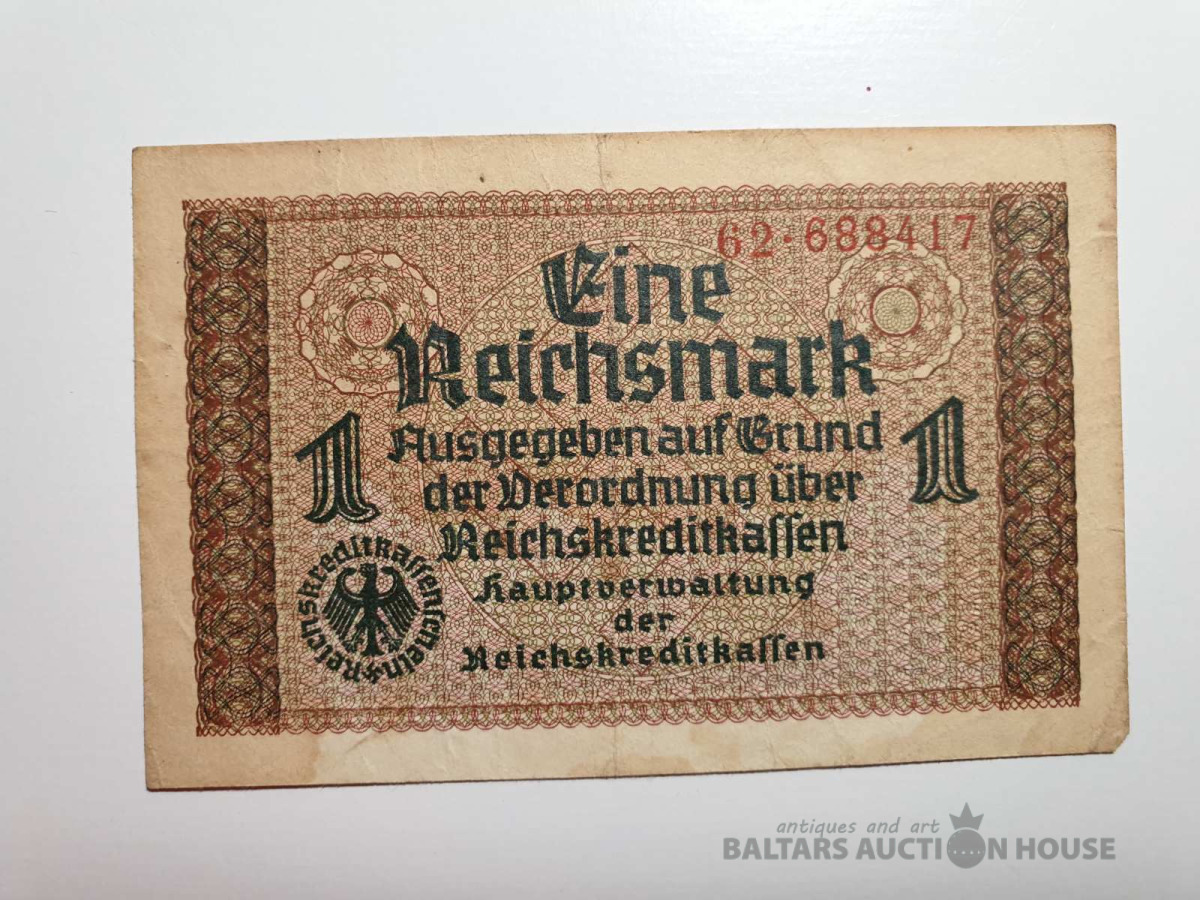 62·688417
Eine
Reichsmark
1 1
Ausgegeben auf Grund
der Verordnung über
Reichskreditkassen
Hauptverwaltung
der
Reichskreditkassen
Reichskreditkassenschein
antiques and art
BALTARS AUCTION HOUSE